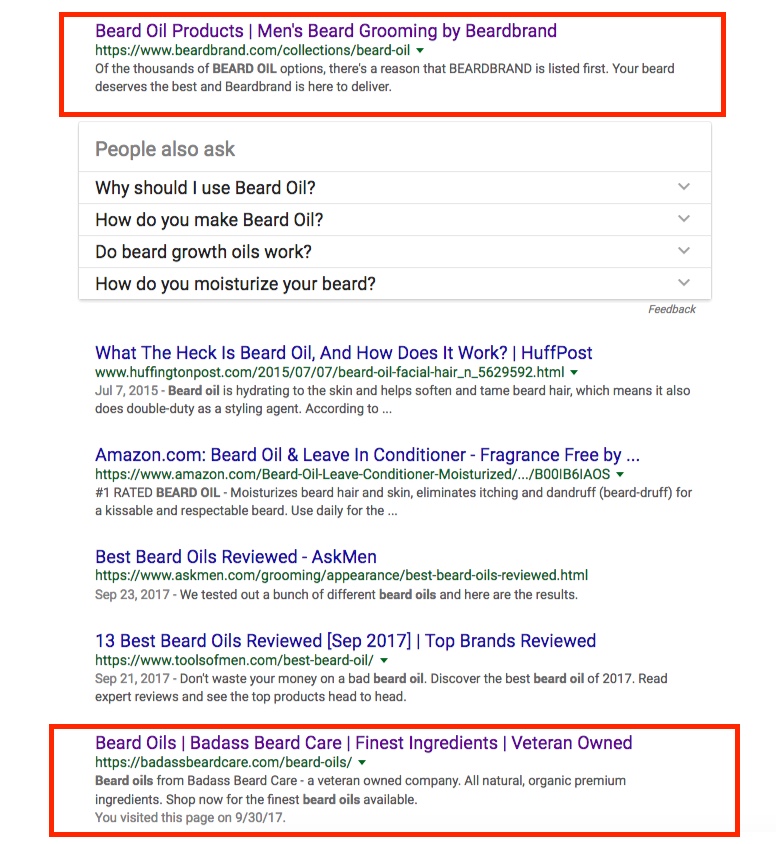 Beard Oil Products | Men's Beard Grooming by Beardbrand
https://www.beardbrand.com/collections/beard-oil
Of the thousands of BEARD OIL options, there's a reason that BEARDBRAND is listed first. Your beard
deserves the best and Beardbrand is here to deliver.
People also ask
Why should I use Beard Oil?
How do you make Beard Oil?
Do beard growth oils work?
How do you moisturize your beard?
Feedback
What The Heck Is Beard Oil, And How Does It Work? | HuffPost
www.huffingtonpost.com/2015/07/07/beard-oil-facial-hair_n_5629592.html
Jul 7, 2015 - Beard oil is hydrating to the skin and helps soften and tame beard hair, which means it also
does double-duty as a styling agent. According to ...
Amazon.com: Beard Oil & Leave In Conditioner - Fragrance Free by ...
https://www.amazon.com/Beard-Oil-Leave-Conditioner-Moisturized/.../B00IB6IAOS
#1 RATED BEARD OIL - Moisturizes beard hair and skin, eliminates itching and dandruff (beard-druff) for
a kissable and respectable beard. Use daily for the ...
Best Beard Oils Reviewed - AskMen
https://www.askmen.com/grooming/appearance/best-beard-oils-reviewed.html
Sep 23, 2017 - We tested out a bunch of different beard oils and here are the results.
13 Best Beard Oils Reviewed [Sep 2017] | Top Brands Reviewed
https://www.toolsofmen.com/best-beard-oil/
Sep 21, 2017 - Don't waste your money on a bad beard oil. Discover the best beard oil of 2017. Read
expert reviews and see the top products head to head.
Beard Oils | Badass Beard Care | Finest Ingredients | Veteran Owned
https://badassbeardcare.com/beard-oils/
Beard oils from Badass Beard Care - a veteran owned company. All natural, organic premium
ingredients. Shop now for the finest beard oils available.
You visited this page on 9/30/17.